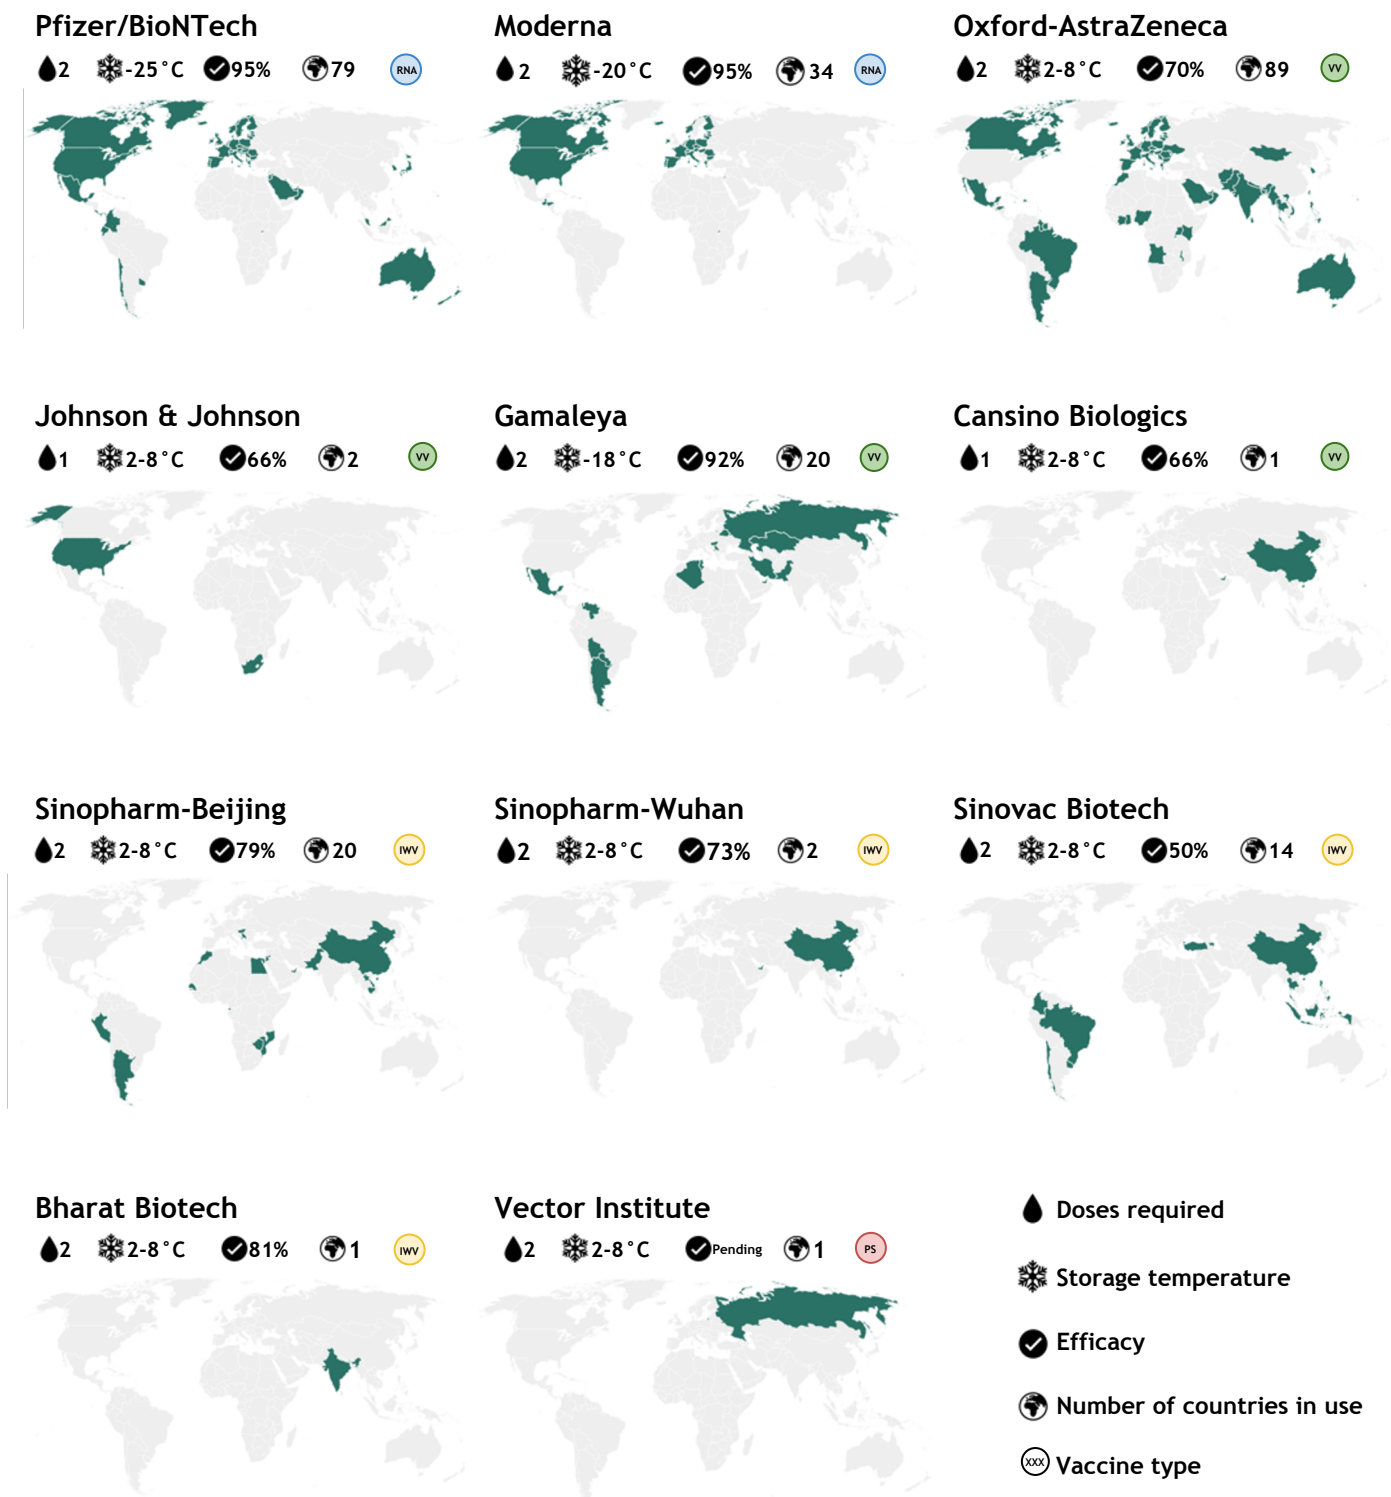 Pfizer/BioNTech
2 -25°C 95% 79 RNA
Moderna
2 -20°C 95% 34 RNA
Oxford-AstraZeneca
2 2-8°C 70% 89 VV
Johnson & Johnson
1 2-8°C 66% 2 VV
Gamaleya
2 -18°C 92% 20 VV
Cansino Biologics
1 2-8°C 66% 1 VV
Sinopharm-Beijing
2 2-8°C 79% 20 IWV
Sinopharm-Wuhan
2 2-8°C 73% 2 IWV
Sinovac Biotech
2 2-8°C 50% 14 IWV
Bharat Biotech
2 2-8°C 81% 1 IWV
Vector Institute
2 2-8°C Pending 1 PS
Doses required
Storage temperature
Efficacy
Number of countries in use
XXX Vaccine type